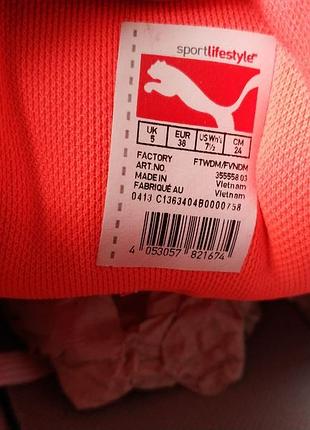 sportlifestyle®
UK EUR US Wn's CM
5 38 7½ 24
FACTORY FTWDM/FVNDM
ART.NO. 355558 03
MADE IN Vietnam
FABRIQUÉ AU Vietnam
0413 C1363404B0000758
4 053057 821674